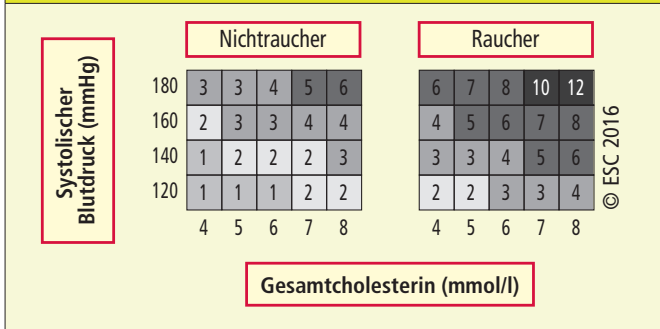 Nichtraucher Raucher
Systolischer
Blutdruck (mmHg)
180 3 3 4 5 6 6 7 8 10 12
160 2 3 3 4 4 4 5 6 7 8
140 1 2 2 2 3 3 3 4 5 6
120 1 1 1 2 2 2 2 3 3 4
4 5 6 7 8 4 5 6 7 8
© ESC 2016
Gesamtcholesterin (mmol/l)